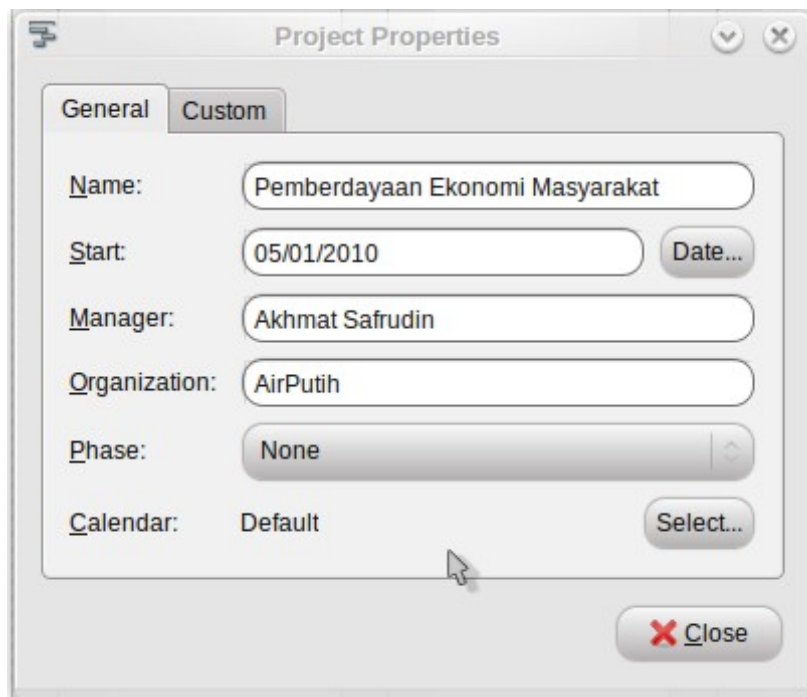 Project Properties
General Custom
Name: Pemberdayaan Ekonomi Masyarakat
Start: 05/01/2010 Date...
Manager: Akhmat Safrudin
Organization: AirPutih
Phase: None
Calendar: Default Select...
Close